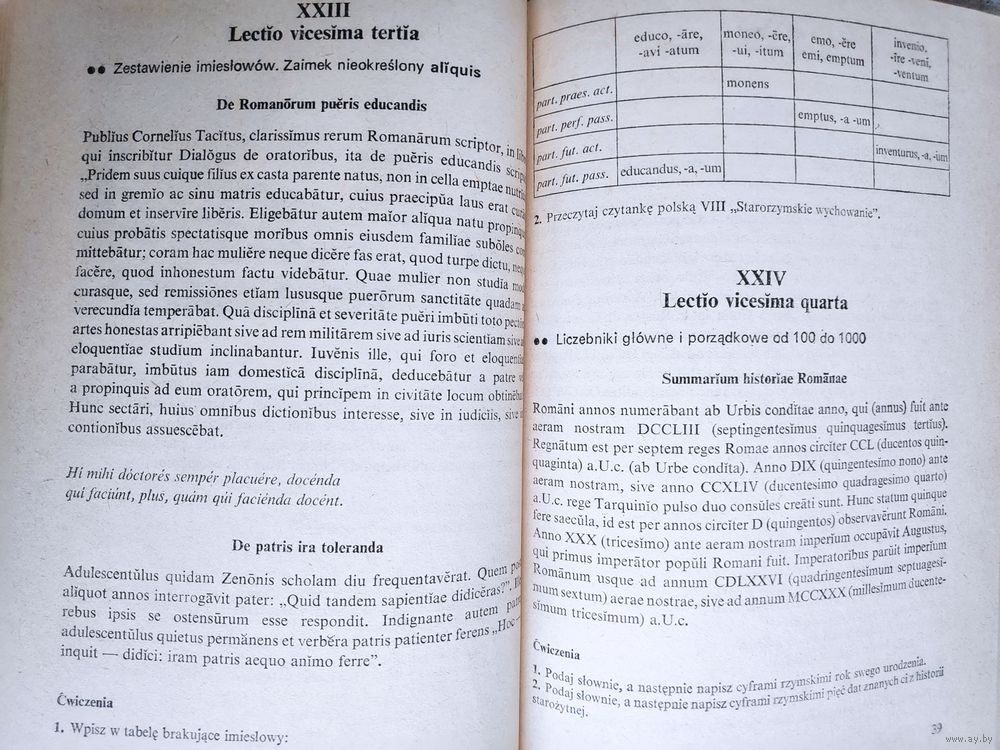 XXIII
Lectĭo vicesĭma tertĭa
●● Zestawienie imiesłowów. Zaimek nieokreślony alĭquis
De Romanōrum puĕris educandis
Publĭus Cornelĭus Tacĭtus, clarissĭmus rerum Romanārum scriptor, in
qui inscribĭtur Dialŏgus de oratorĭbus, ita de puĕris educandis
„Pridem suus cuique filĭus ex casta parente natus, non in cella emptae
sed in gremĭo ac sinu matris educabātur, cuius praecipŭa laus erat
domum et inservīre libĕris. Eligebātur autem maĭor alĭqua natu
cuius probātis spectatisque morĭbus omnis eiusdem familĭae subŏles
mittebātur; coram hac mulĭĕre neque dicĕre fas erat, quod turpe dictu,
facĕre, quod inhonestum factu videbātur. Quae mulĭer non studĭa
curasque, sed remissiōnes etĭam lususque puerōrum sanctitāte quadam
verecundĭa temperābat. Quā disciplīnā et severitāte puĕri imbūti toto
artes honestas arripiēbant sive ad rem militārem sive ad iuris scientĭam
eloquentĭae studĭum inclinabantur. Iuvĕnis ille, qui foro et
parabātur, imbūtus iam domestĭcā disciplīnā, deducebātur a patre
a propinquis ad eum oratōrem, qui princĭpem in civitāte locum
Hunc sectāri, huius omnĭbus dictionĭbus interesse, sive in iudicĭis,
contionĭbus assuescēbat.
Hí mihi dóctorés sempér placuére, docénda
quí faciúnt, plus, quám qúi faciénda docént.
De patris ira toleranda
Adulescentŭlus quidam Zenōnis scholam diu frequentavĕrat. Quem
alĭquot annos interrogāvit pater: „Quid tandem sapientĭae didicĕras?”.
rebus ipsis se ostensūrum esse respondit. Indignante autem
adulescentŭlus quietus permănens et verbĕra patris patienter ferens „Hoc —
inquit — didĭci: iram patris aequo anĭmo ferre”.
Ćwiczenia
1. Wpisz w tabelę brakujące imiesłowy:
educo, -āre, -avi -atum
moneo, -ēre, -ui, -itum
emo, -ĕre emi, emptum
invenio, -īre -veni, -ventum
part. praes. act. monens
part. perf. pass. emptus, -a -um
part. fut. act. inventurus, -a, -um
part. fut. pass. educandus, -a, -um
2. Przeczytaj czytankę polską VIII „Starorzymskie wychowanie”.
XXIV
Lectĭo vicesĭma quarta
●● Liczebniki główne i porządkowe od 100 do 1000
Summarĭum historĭae Romānae
Romāni annos numerābant ab Urbis condĭtae anno, qui (annus) fuit ante
aeram nostram DCCLIII (septingentesĭmus quinquagesĭmus tertĭus).
Regnātum est per septem reges Romae annos circĭter CCL (ducentos quin-
quaginta) a.U.c. (ab Urbe condĭta). Anno DIX (quingentesĭmo nono) ante
aeram nostram, sive anno CCXLIV (ducentesĭmo quadragesĭmo quarto)
a.U.c. rege Tarquinĭo pulso duo consŭles creāti sunt. Hunc statum quinque
fere saecŭla, id est per annos circĭter D (quingentos) observavērunt Romāni.
Anno XXX (tricesĭmo) ante aeram nostram imperĭum occupāvit Augustus,
qui primus imperātor popŭli Romani fuit. Imperatorĭbus paruit imperĭum
Romānum usque ad annum CDLXXVI (quadringentesĭmum septuagesĭ-
mum sextum) aerae nostrae, sive ad annum MCCXXX (millesĭmum ducente-
sĭmum tricesĭmum) a.U.c.
Ćwiczenia
1. Podaj słownie, a następnie napisz cyframi rzymskimi rok swego urodzenia.
2. Podaj słownie, a następnie napisz cyframi rzymskimi pięć dat znanych ci z historii
starożytnej.
39
www.ay.by